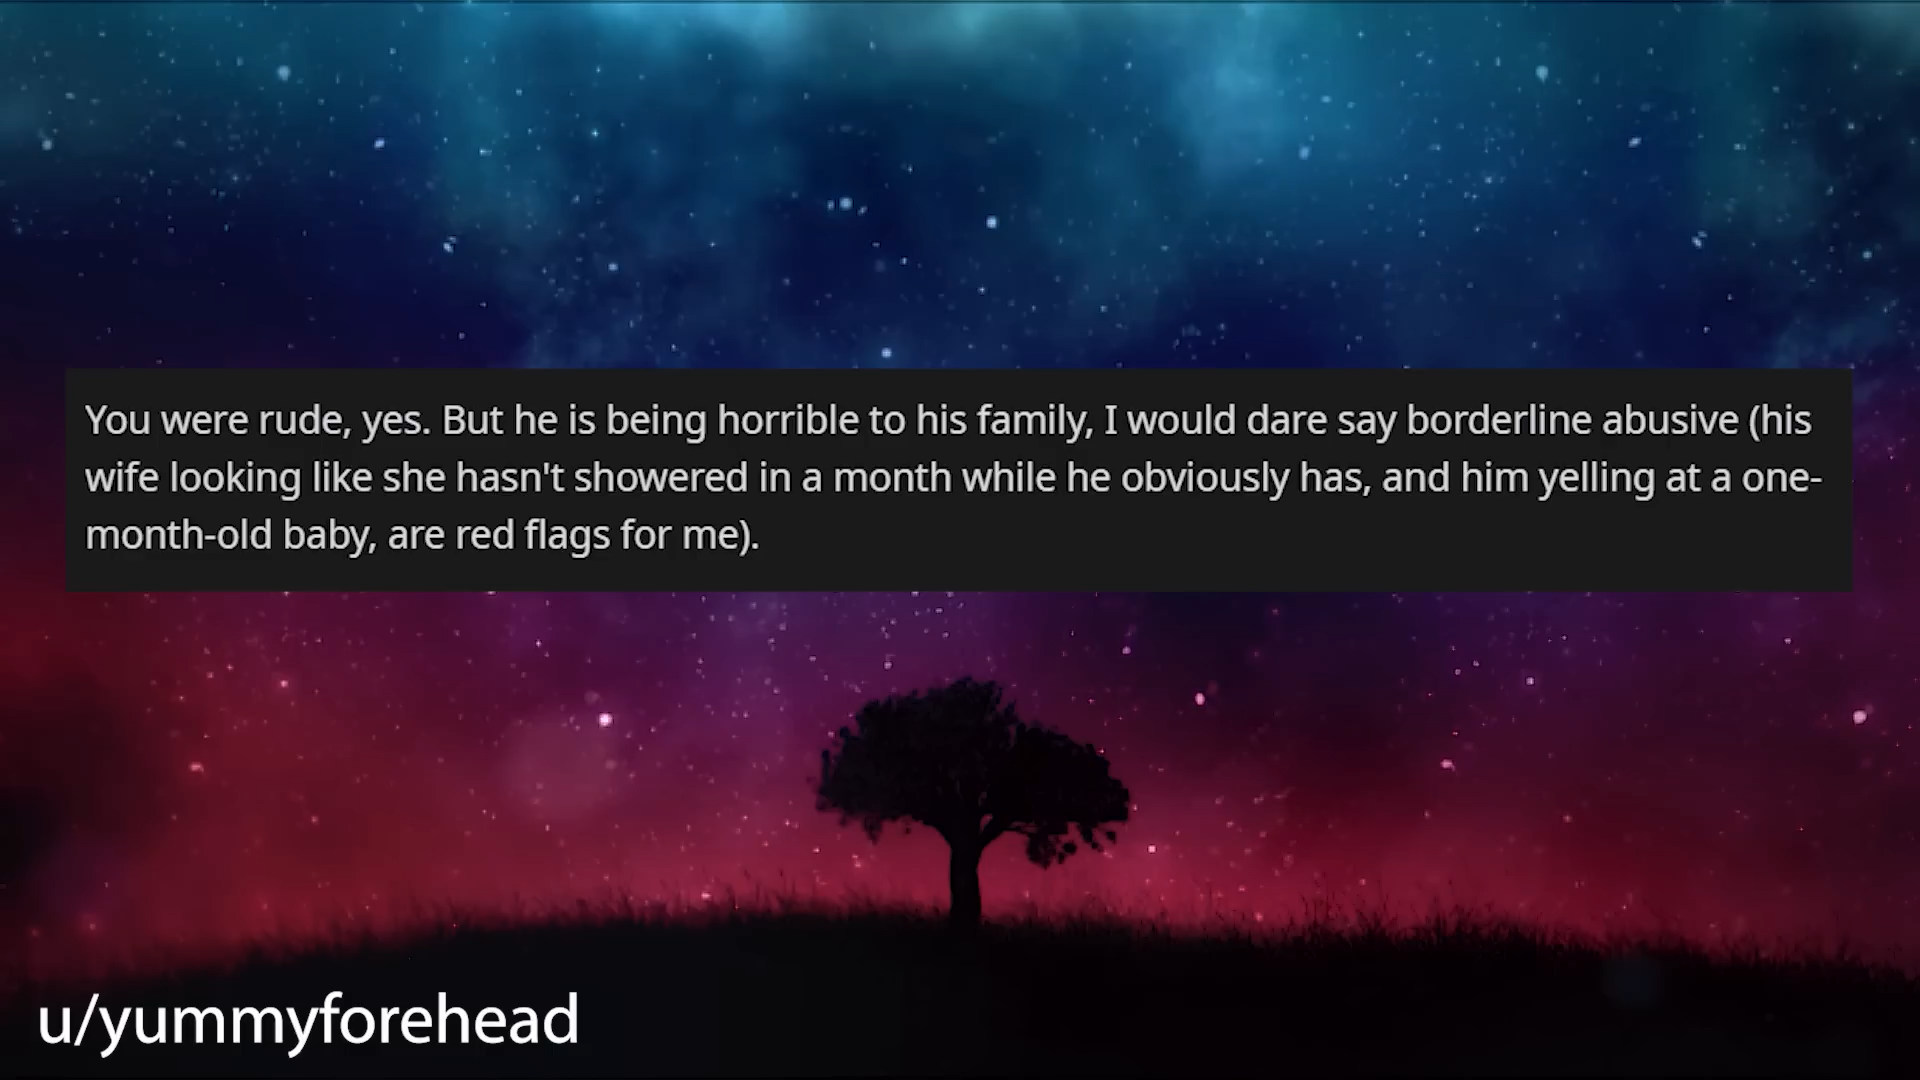 You were rude, yes. But he is being horrible to his family, I would dare say borderline abusive (his
wife looking like she hasn't showered in a month while he obviously has, and him yelling at a one-
month-old baby, are red flags for me).
u/yummyforehead